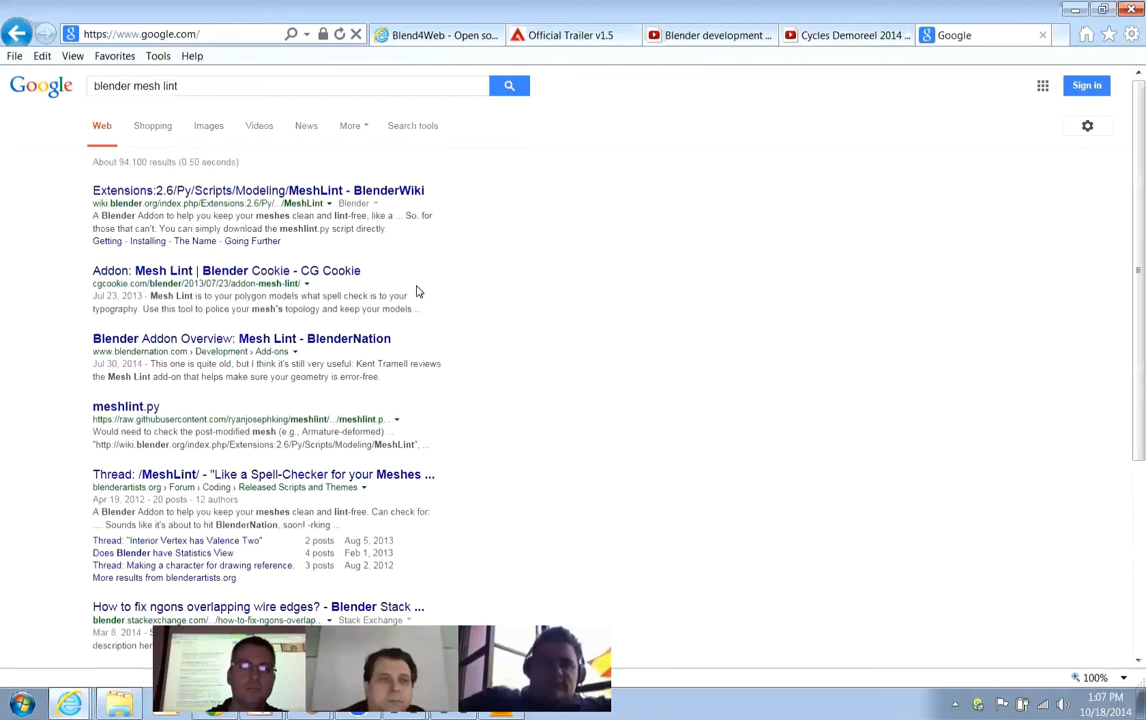 https://www.google.com/
Blend4Web - Open so...
Official Trailer v1.5
Blender development ...
Cycles Demoreel 2014 ...
Google
File Edit View Favorites Tools Help
Google
blender mesh lint
Sign in
Web Shopping Images Videos News More Search tools
About 94,100 results (0.50 seconds)
Extensions:2.6/Py/Scripts/Modeling/MeshLint - BlenderWiki
wiki.blender.org/index.php/Extensions:2.6/Py/.../MeshLint Blender
A Blender Addon to help you keep your meshes clean and lint-free, like a ... So, for
those that can't: You can simply download the meshlint.py script directly.
Getting - Installing - The Name - Going Further
Addon: Mesh Lint | Blender Cookie - CG Cookie
cgcookie.com/blender/2013/07/23/addon-mesh-lint/
Jul 23, 2013 - Mesh Lint is to your polygon models what spell check is to your
typography. Use this tool to police your mesh's topology and keep your models ...
Blender Addon Overview: Mesh Lint - BlenderNation
www.blendernation.com › Development › Add-ons
Jul 30, 2014 - This one is quite old, but I think it's still very useful: Kent Tramell reviews
the Mesh Lint add-on that helps make sure your geometry is error-free.
meshlint.py
https://raw.githubusercontent.com/ryanjosephking/meshlint/.../meshlint.p...
Would need to check the post-modified mesh (e.g., Armature-deformed) ...
"http://wiki.blender.org/index.php/Extensions:2.6/Py/Scripts/Modeling/MeshLint", ...
Thread: /MeshLint/ - "Like a Spell-Checker for your Meshes ...
blenderartists.org › Forum › Coding › Released Scripts and Themes
Apr 19, 2012 - 20 posts - 12 authors
A Blender Addon to help you keep your meshes clean and lint-free. Can check for:
.... Sounds like it's about to hit BlenderNation, soon! -rking ...
Thread: "Interior Vertex has Valence Two" 2 posts Aug 5, 2013
Does Blender have Statistics View 4 posts Feb 1, 2013
Thread: Making a character for drawing reference. 3 posts Aug 2, 2012
More results from blenderartists.org
How to fix ngons overlapping wire edges? - Blender Stack ...
blender.stackexchange.com/.../how-to-fix-ngons-overlap... Stack Exchange
Mar 8, 2014 -
description her
100%
1:07 PM
10/18/2014